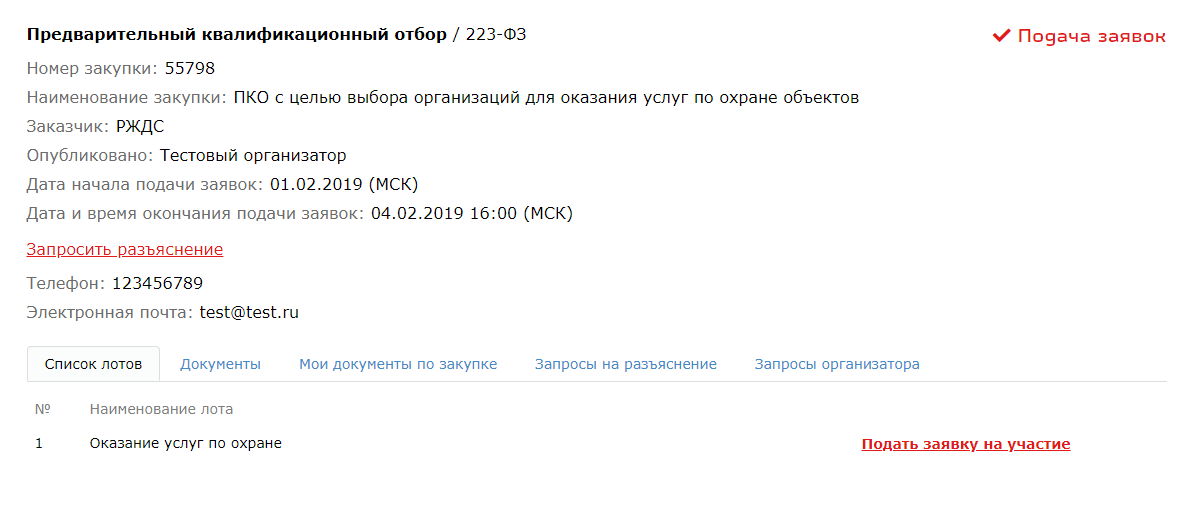 Предварительный квалификационный отбор / 223-ФЗ
Подача заявок
Номер закупки: 55798
Наименование закупки: ПКО с целью выбора организаций для оказания услуг по охране объектов
Заказчик: РЖДС
Опубликовано: Тестовый организатор
Дата начала подачи заявок: 01.02.2019 (МСК)
Дата и время окончания подачи заявок: 04.02.2019 16:00 (МСК)
Запросить разъяснение
Телефон: 123456789
Электронная почта: test@test.ru
Список лотов Документы Мои документы по закупке Запросы на разъяснение Запросы организатора
№ Наименование лота
1 Оказание услуг по охране Подать заявку на участие